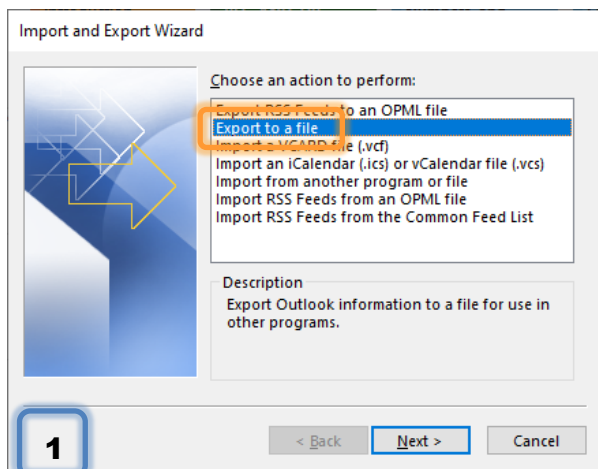 Import and Export Wizard
Choose an action to perform:
Export RSS Feeds to an OPML file
Export to a file
Import a VCARD file (.vcf)
Import an iCalendar (.ics) or vCalendar file (.vcs)
Import from another program or file
Import RSS Feeds from an OPML file
Import RSS Feeds from the Common Feed List
Description
Export Outlook information to a file for use in
other programs.
1
< Back
Next >
Cancel